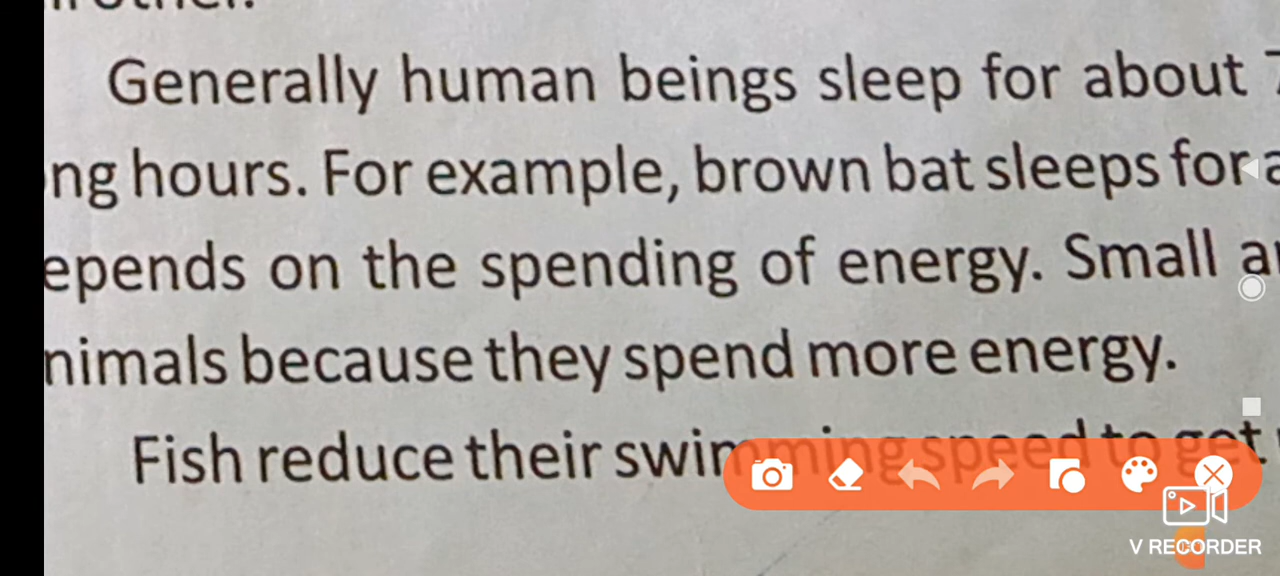 Generally human beings sleep for about
ng hours. For example, brown bat sleeps for
epends on the spending of energy. Small
nimals because they spend more energy.
Fish reduce their swimming speed to get
V RECORDER